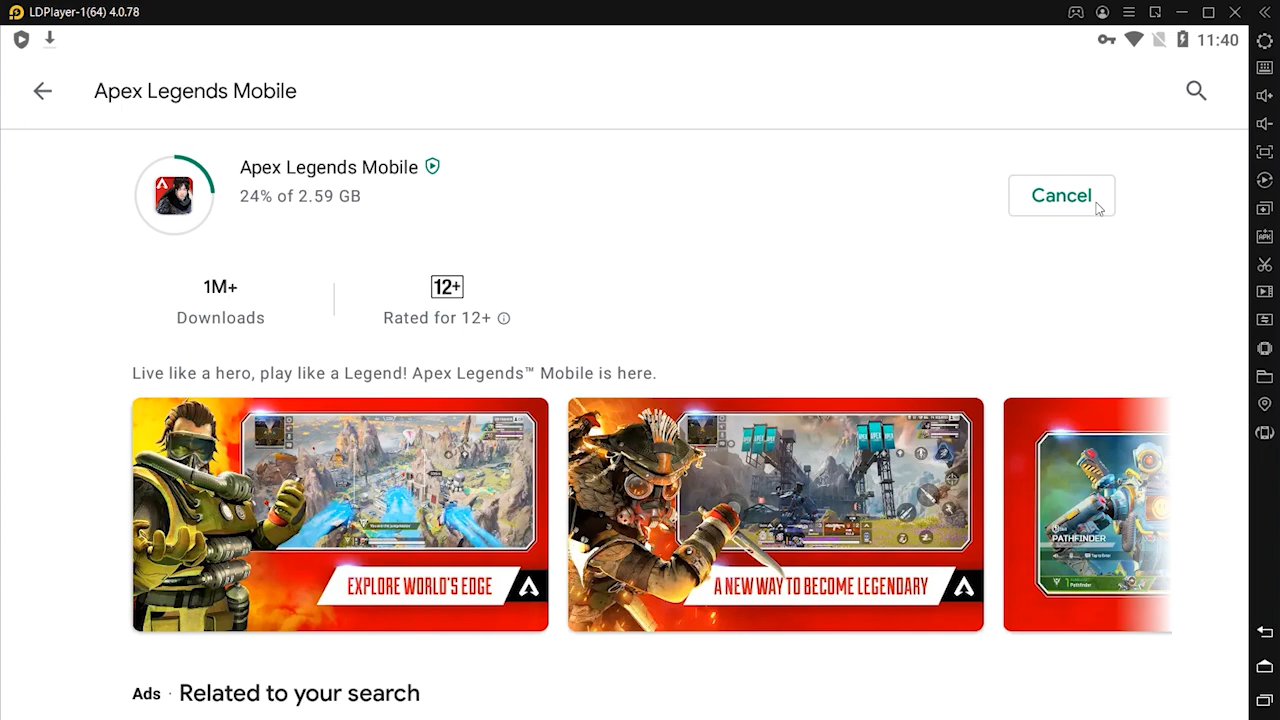 LDPlayer-1(64) 4.0.78
11:40
Apex Legends Mobile
Apex Legends Mobile
24% of 2.59 GB
Cancel
1M+
Downloads
12+
Rated for 12+
Live like a hero, play like a Legend! Apex Legends™ Mobile is here.
EXPLORE WORLD'S EDGE
A NEW WAY TO BECOME LEGENDARY
PATHFINDER
Pathfinder
Ads · Related to your search
APK